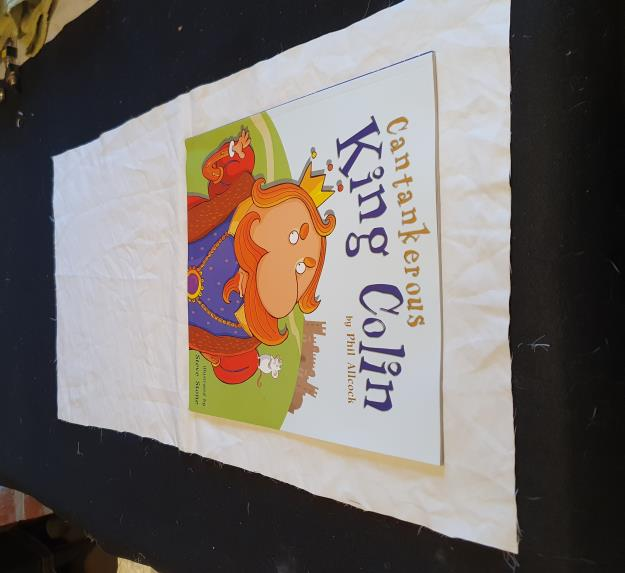 Cantankerous
King Colin
by Phil Allcock
illustrated by
Steve Stone